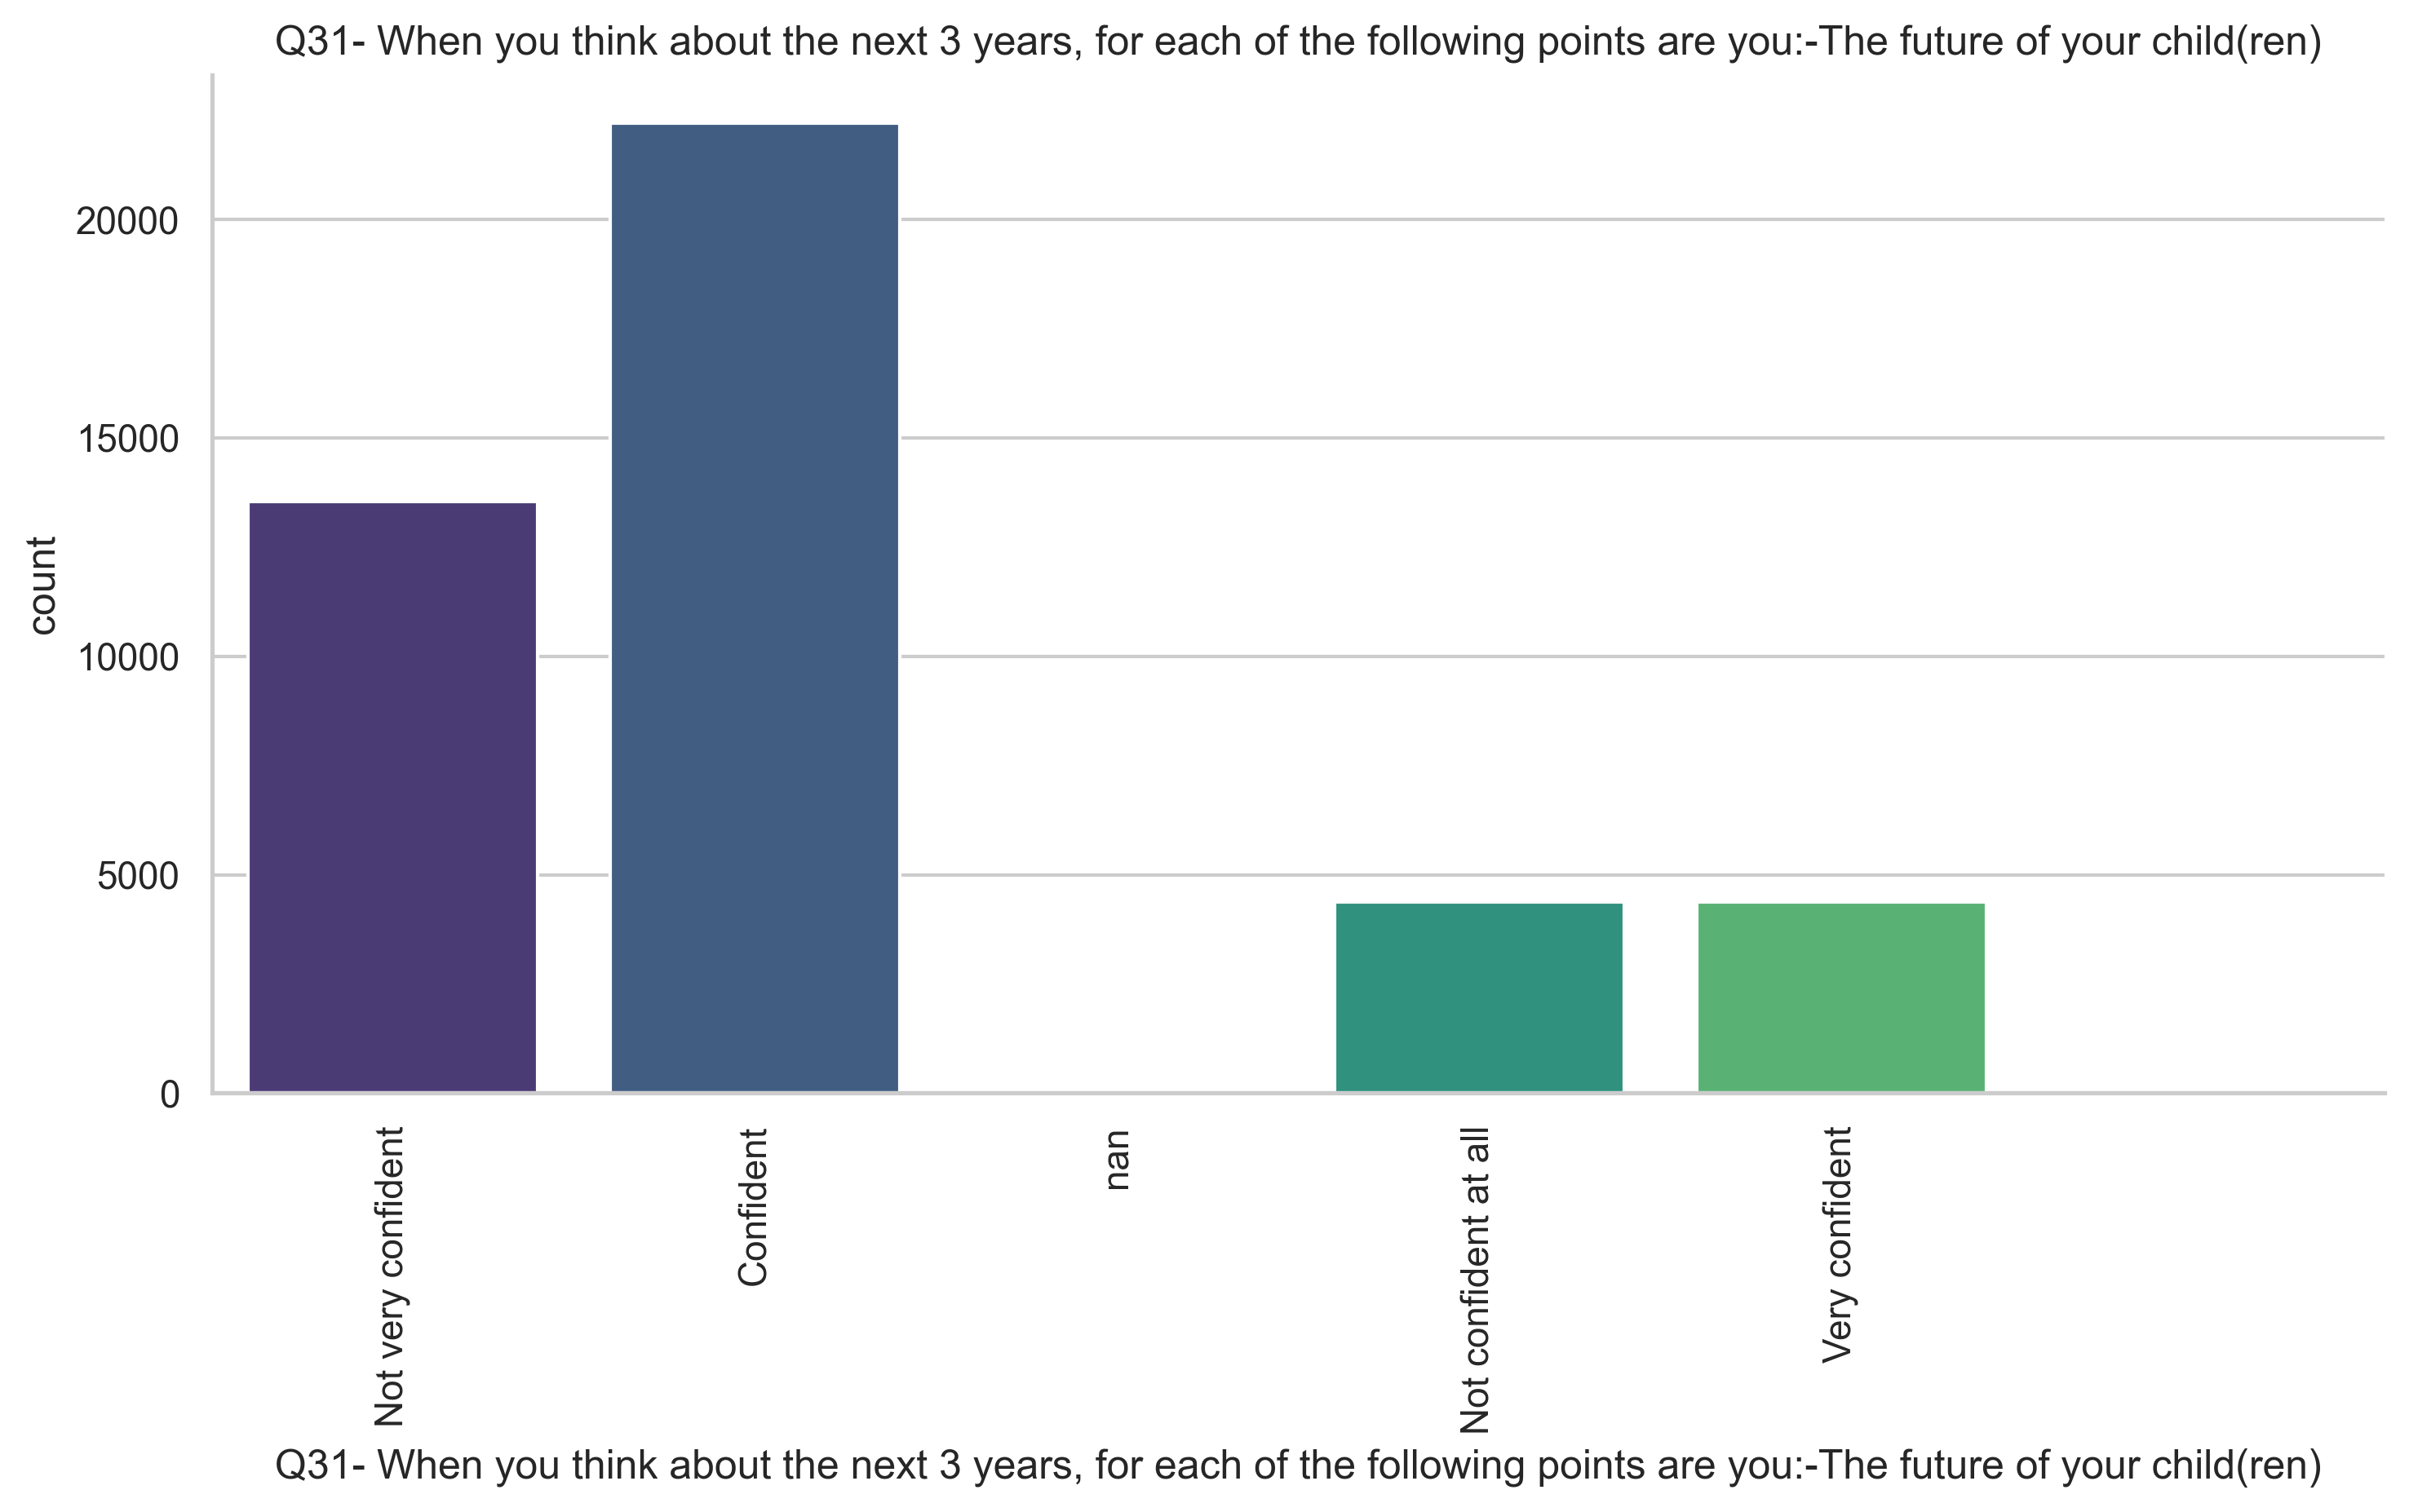 Q31- When you think about the next 3 years, for each of the following points are you:-The future of your child(ren)
20000
15000
10000
5000
0
count
Not very confident
Confident
nan
Not confident at all
Very confident
Q31- When you think about the next 3 years, for each of the following points are you:-The future of your child(ren)